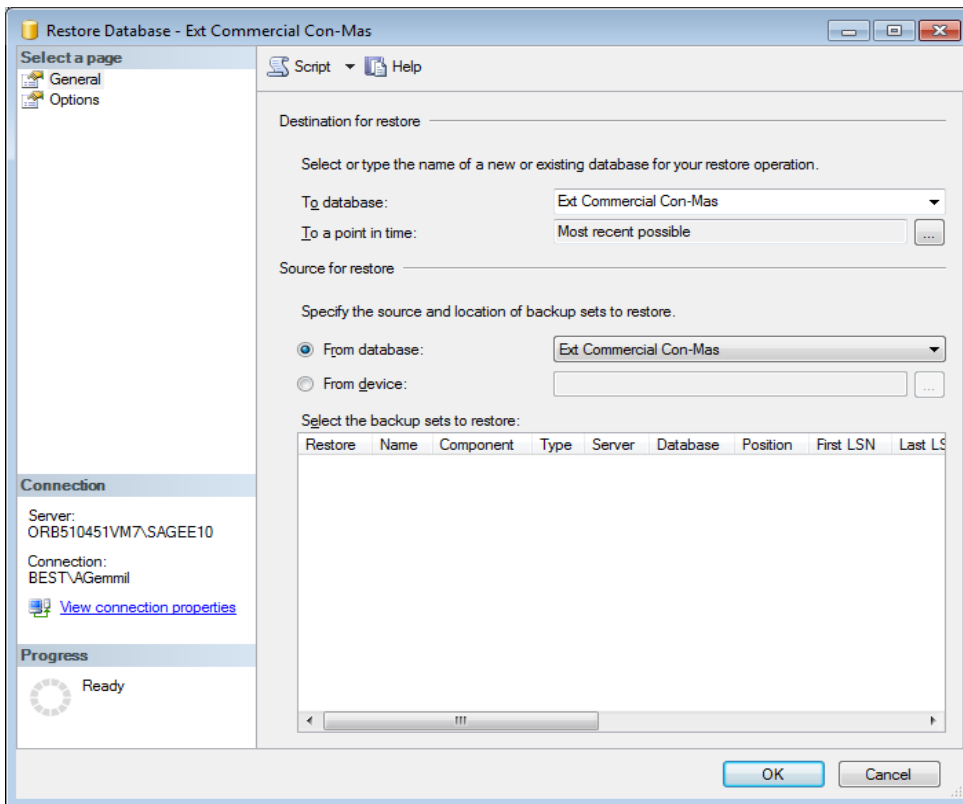 Restore Database - Ext Commercial Con-Mas
Select a page
General
Options
Script
Help
Destination for restore
Select or type the name of a new or existing database for your restore operation.
To database:
Ext Commercial Con-Mas
To a point in time:
Most recent possible
...
Source for restore
Specify the source and location of backup sets to restore.
From database:
Ext Commercial Con-Mas
From device:
...
Select the backup sets to restore:
Restore Name Component Type Server Database Position First LSN Last LS
Connection
Server:
ORB510451VM7\SAGEE10
Connection:
BEST\AGemmil
View connection properties
Progress
Ready
OK
Cancel